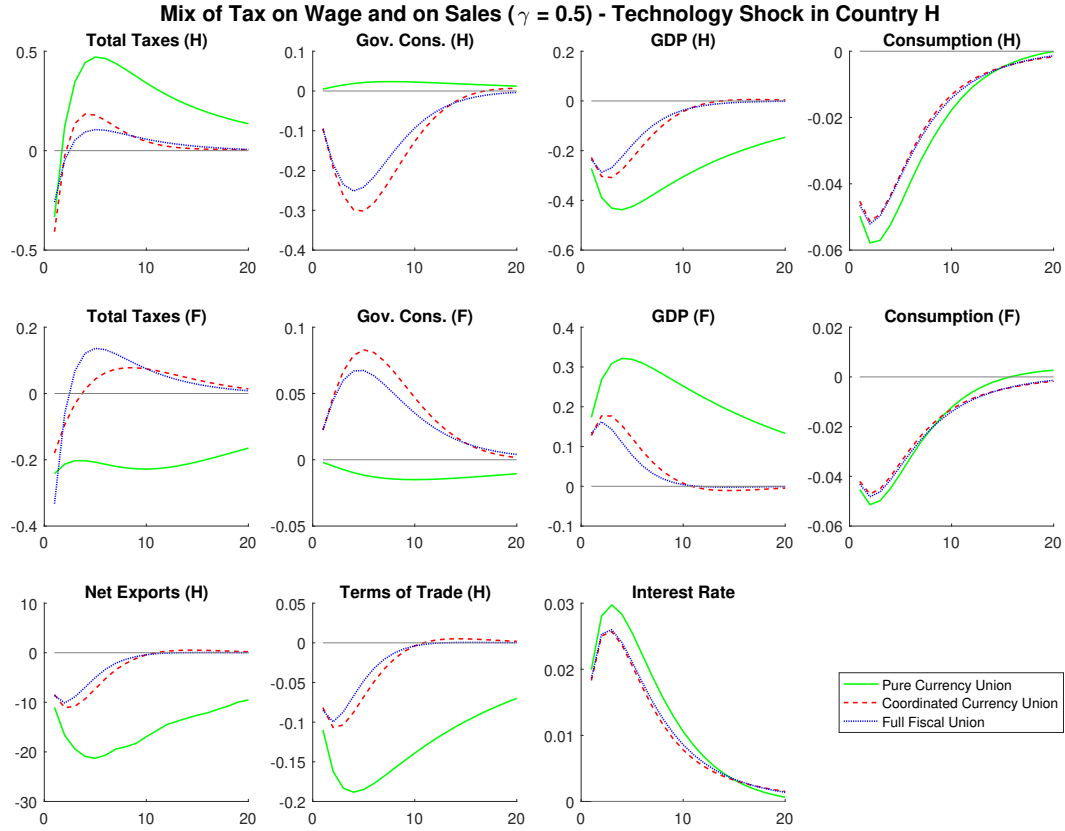 Mix of Tax on Wage and on Sales (γ = 0.5) - Technology Shock in Country H
Total Taxes (H)
0.5
0
-0.5
0 10 20
Gov. Cons. (H)
0.1
0
-0.1
-0.2
-0.3
-0.4
0 10 20
GDP (H)
0.2
0
-0.2
-0.4
-0.6
0 10 20
Consumption (H)
0
-0.02
-0.04
-0.06
0 10 20
Total Taxes (F)
0.2
0
-0.2
-0.4
0 10 20
Gov. Cons. (F)
0.1
0.05
0
-0.05
0 10 20
GDP (F)
0.4
0.3
0.2
0.1
0
-0.1
0 10 20
Consumption (F)
0.02
0
-0.02
-0.04
-0.06
0 10 20
Net Exports (H)
10
0
-10
-20
-30
0 10 20
Terms of Trade (H)
0.05
0
-0.05
-0.1
-0.15
-0.2
0 10 20
Interest Rate
0.03
0.02
0.01
0
0 10 20
Pure Currency Union
Coordinated Currency Union
Full Fiscal Union